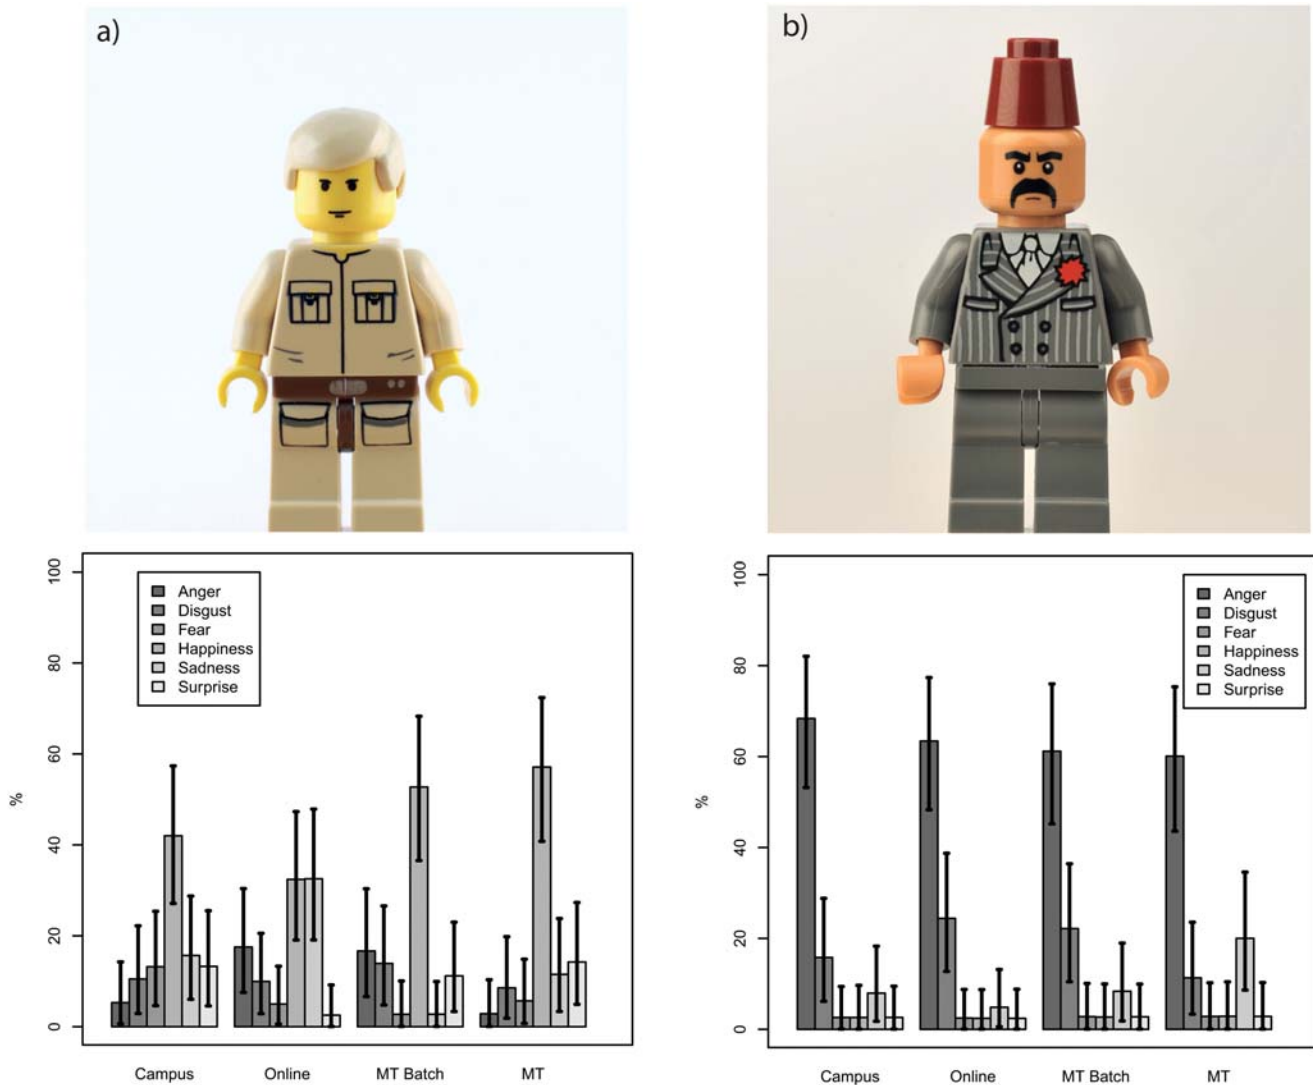 a)
b)
100
80
60
40
20
0
%
Anger
Disgust
Fear
Happiness
Sadness
Surprise
Campus
Online
MT Batch
MT
100
80
60
40
20
0
%
Anger
Disgust
Fear
Happiness
Sadness
Surprise
Campus
Online
MT Batch
MT